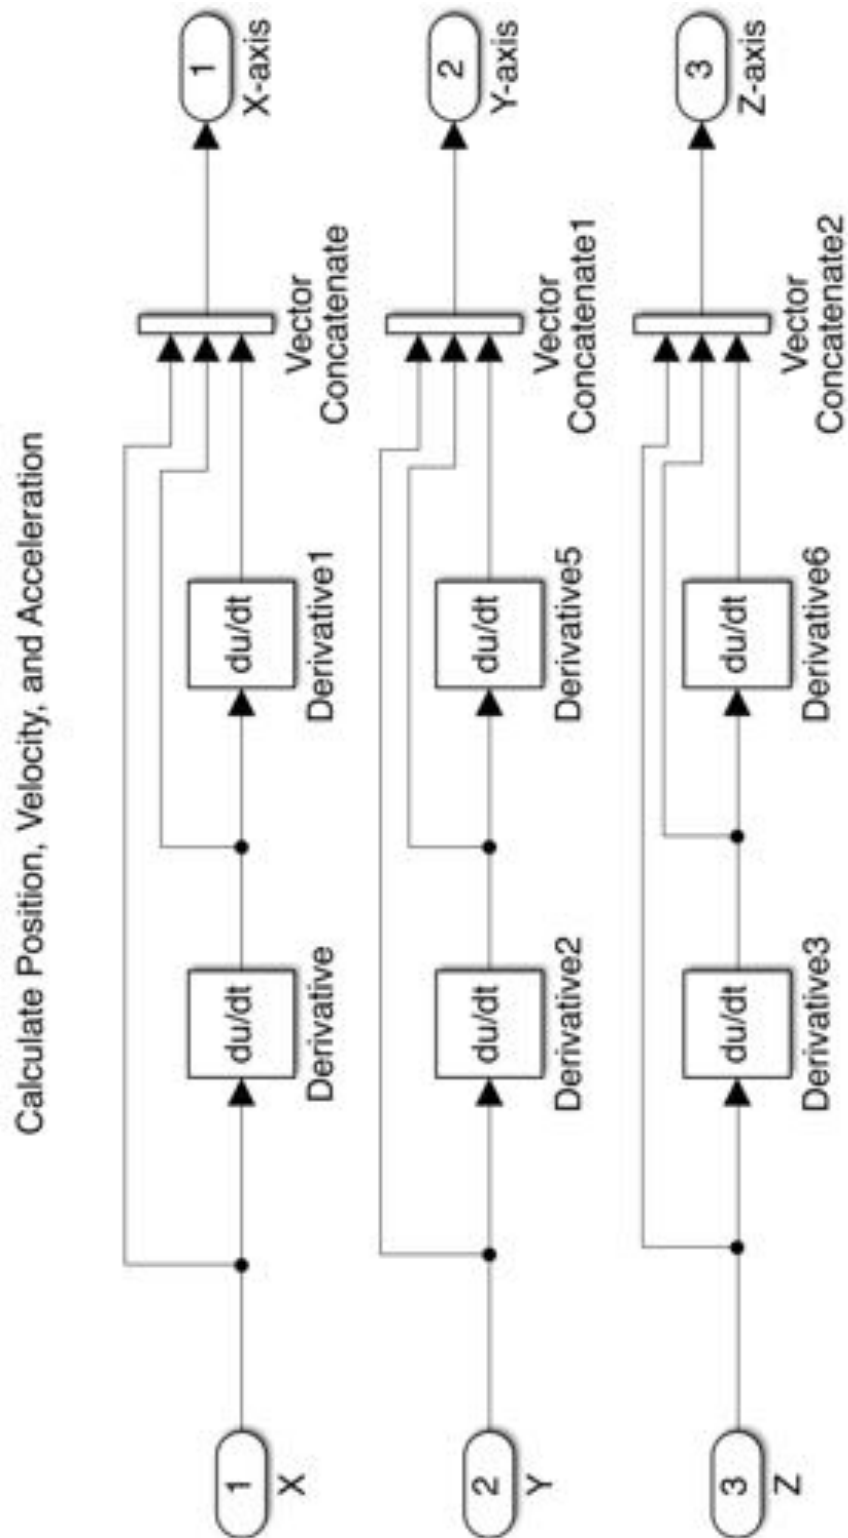 Calculate Position, Velocity, and Acceleration
1
X
du/dt
Derivative
du/dt
Derivative1
Vector
Concatenate
1
X-axis
2
Y
du/dt
Derivative2
du/dt
Derivative5
Vector
Concatenate1
2
Y-axis
3
Z
du/dt
Derivative3
du/dt
Derivative6
Vector
Concatenate2
3
Z-axis